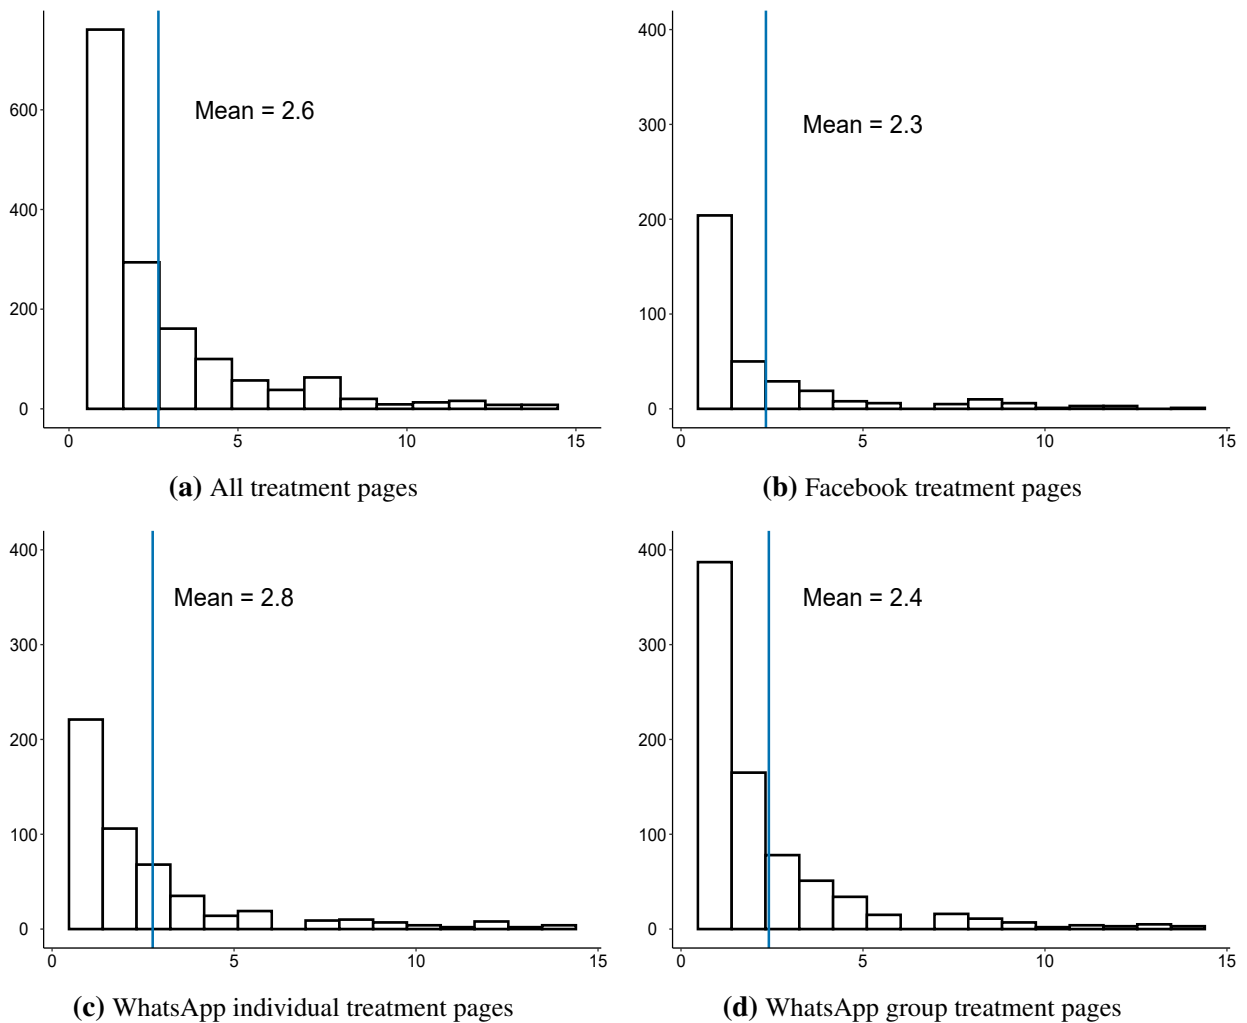 600
400
200
0
Mean = 2.6
0 5 10 15
(a) All treatment pages
400
300
200
100
0
Mean = 2.3
0 5 10 15
(b) Facebook treatment pages
400
300
200
100
0
Mean = 2.8
0 5 10 15
(c) WhatsApp individual treatment pages
400
300
200
100
0
Mean = 2.4
0 5 10 15
(d) WhatsApp group treatment pages